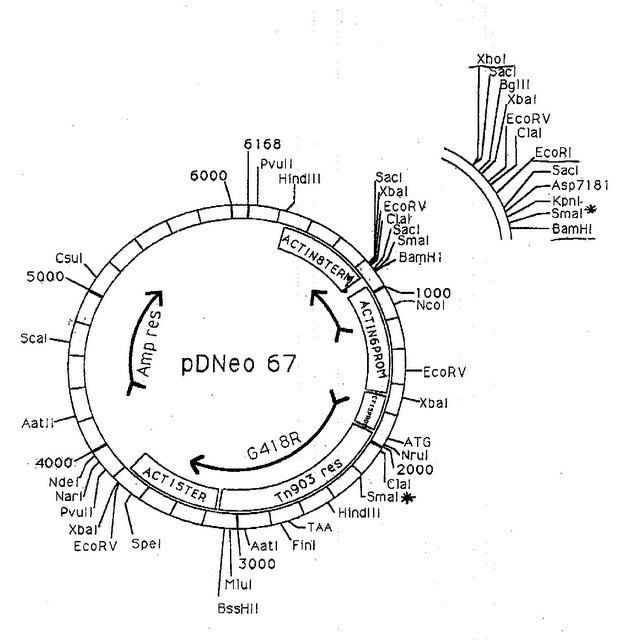 XhoI
SacI
BglII
XbaI
EcoRV
ClaI
EcoRI
SacI
Asp7181
KpnI
SmaI*
BamHI
6168
PvuII
HindIII
6000
SacI
XbaI
EcoRV
ClaI
SacI
SmaI
BamHI
ACTIN8TERM
CsuI
5000
1000
NcoI
ACTIN6PROM
ScaI
Amp res
pDNeo 67
EcoRV
XbaI
AatII
ATG
NruI
2000
G418R
4000
ClaI
NdeI
NarI
PvuII
XbaI
EcoRV
SpeI
ACT15TER
Tn903 res
SmaI*
HindIII
TAA
FinI
AatI
3000
MluI
BssHII